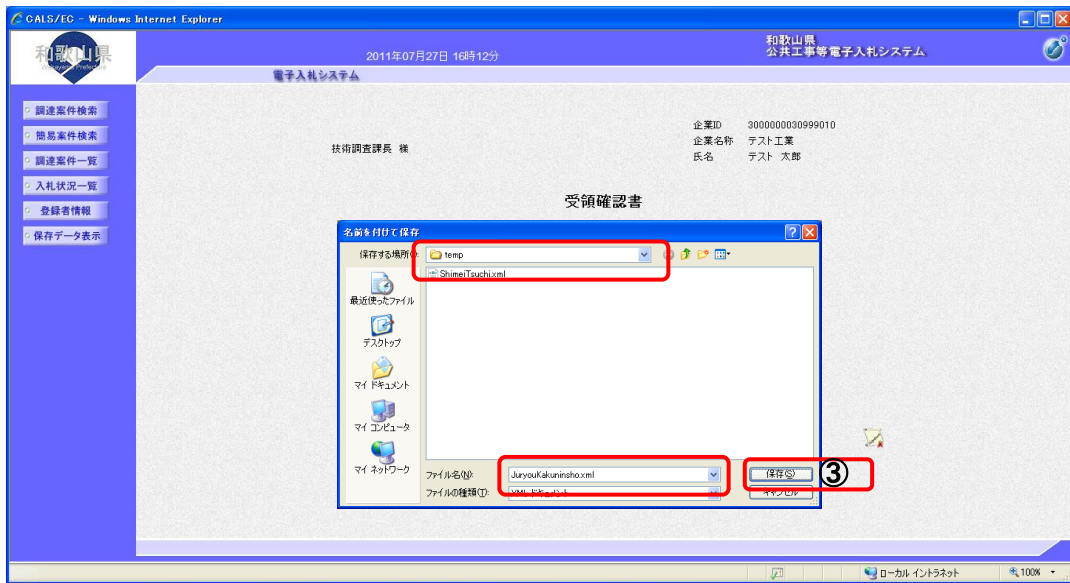 CALS/EC - Windows Internet Explorer
和歌山県
Wakayama Prefecture
2011年07月27日 16時12分
和歌山県
公共工事等電子入札システム
電子入札システム
調達案件検索
簡易案件検索
調達案件一覧
入札状況一覧
登録者情報
保存データ表示
企業ID 3000000030999010
企業名称 テスト工業
氏名 テスト 太郎
技術調査課長 様
受領確認書
名前を付けて保存
保存する場所(I): temp
ShimeiTsuchi.xml
最近使ったファイル
デスクトップ
マイ ドキュメント
マイ コンピュータ
マイ ネットワーク
ファイル名(N): JuryouKakuninsho.xml 保存(S) ③
ファイルの種類(T): XML ドキュメント キャンセル
ローカル イントラネット 100%